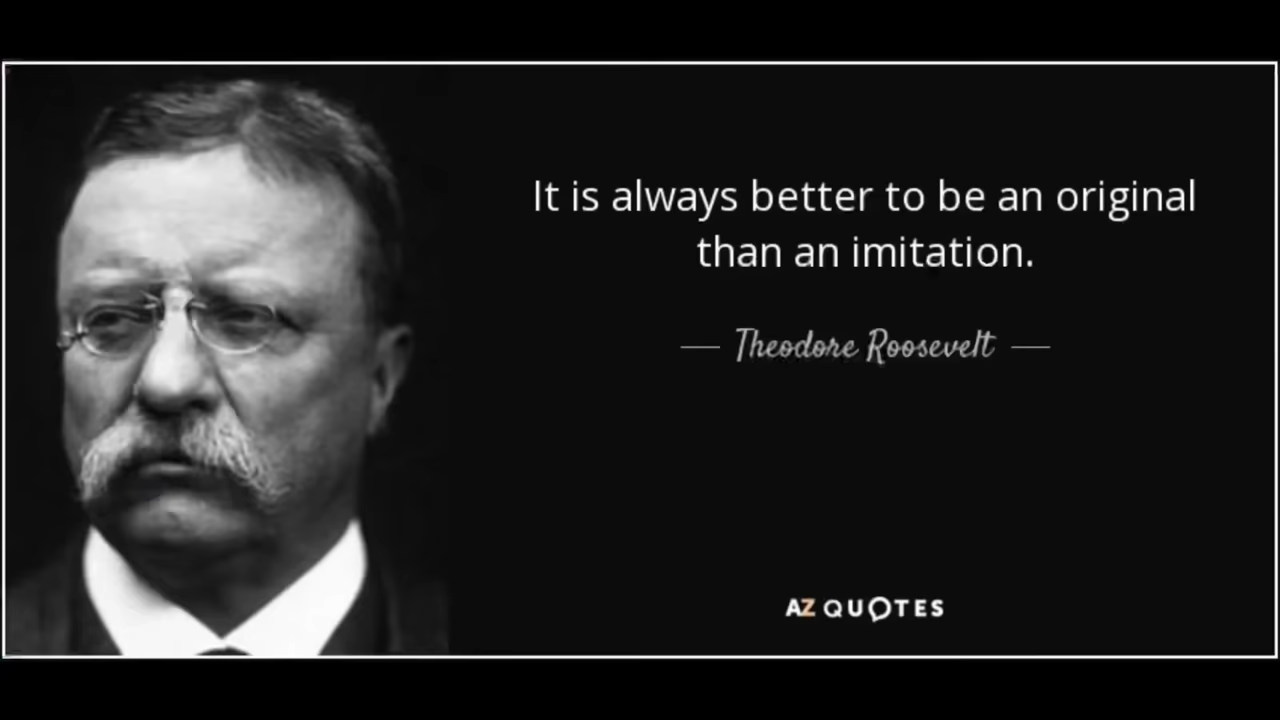 It is always better to be an original
than an imitation.
Theodore Roosevelt
AZ QUOTES